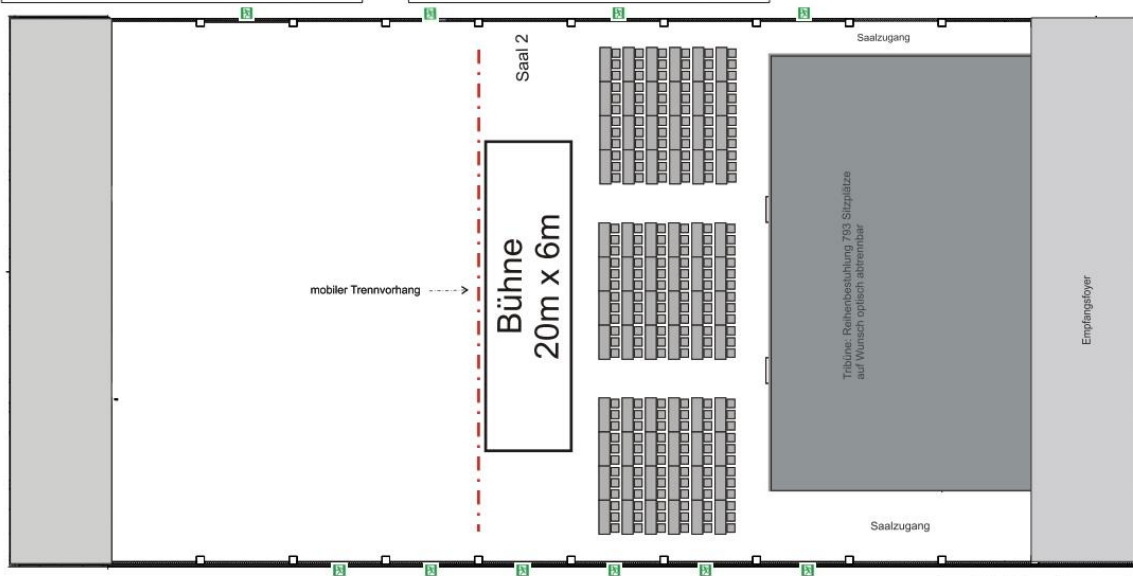 Saalzugang
Saal 2
mobiler Trennvorhang
Bühne
20m x 6m
Tribüne: Reihenbestuhlung 793 Sitzplätze
auf Wunsch optisch abtrennbar
Empfangsfoyer
Saalzugang